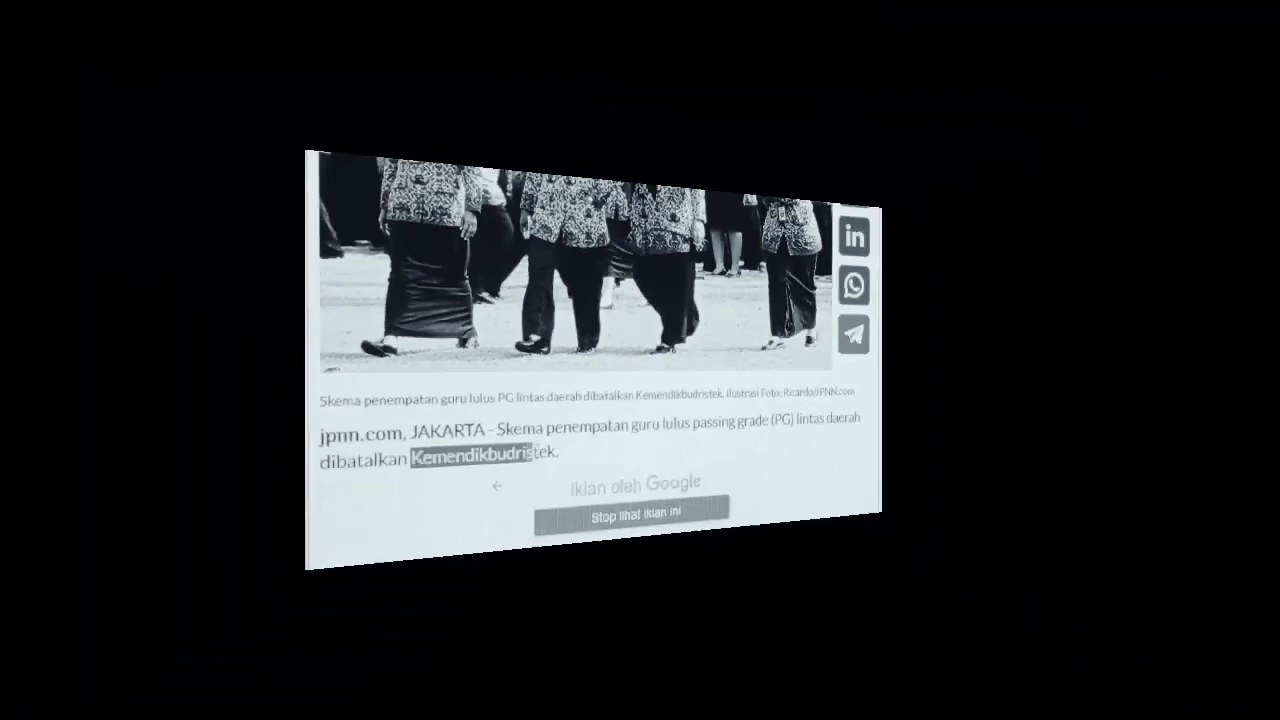 in
Skema penempatan guru lulus PG lintas daerah dibatalkan Kemendikbudristek. Ilustrasi Foto: Ricardo/JPNN.com
jpnn.com, JAKARTA - Skema penempatan guru lulus passing grade (PG) lintas daerah
dibatalkan Kemendikbudristek.
Iklan oleh Google
Stop lihat iklan ini